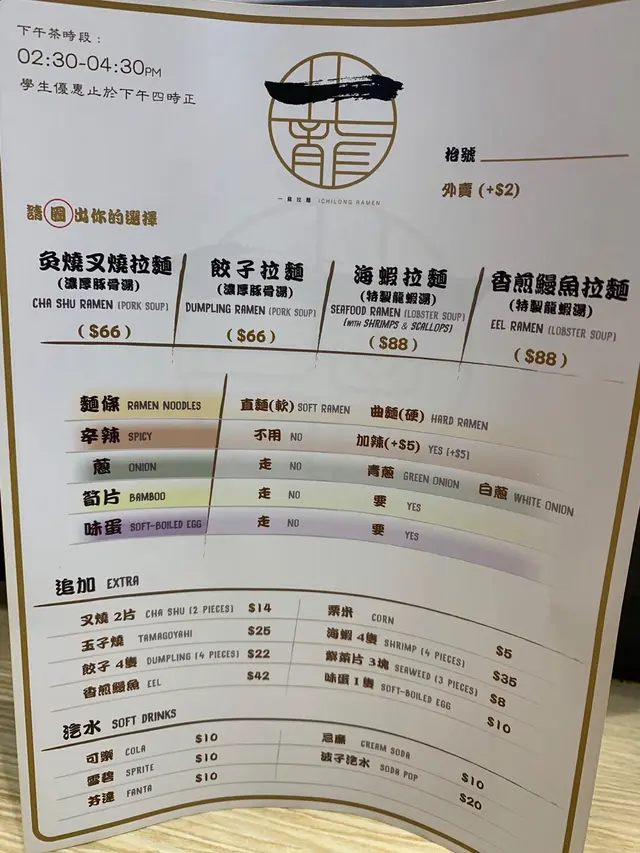 下午茶時段：
02:30-04:30PM
學生優惠止於下午四時正
一龍拉麵 ICHILONG RAMEN
枱號
外賣 (+$2)
請圈出你的選擇
炙燒叉燒拉麵
(濃厚豚骨湯)
CHA SHU RAMEN (PORK SOUP)
($66)
餃子拉麵
(濃厚豚骨湯)
DUMPLING RAMEN (PORK SOUP)
($66)
海蝦拉麵
(特製龍蝦湯)
SEAFOOD RAMEN (LOBSTER SOUP)
(WITH SHRIMPS & SCALLOPS)
($88)
香煎鰻魚拉麵
(特製龍蝦湯)
EEL RAMEN (LOBSTER SOUP)
($88)
麵條 RAMEN NOODLES 直麵(軟) SOFT RAMEN 曲麵(硬) HARD RAMEN
辛辣 SPICY 不用 NO 加辣(+$5) YES (+$5)
蔥 ONION 走 NO 青蔥 GREEN ONION 白蔥 WHITE ONION
筍片 BAMBOO 走 NO 要 YES
味蛋 SOFT-BOILED EGG 走 NO 要 YES
追加 EXTRA
叉燒 2片 CHA SHU (2 PIECES) $14
玉子燒 TAMAGOYAHI $25
餃子 4隻 DUMPLING (4 PIECES) $22
香煎鰻魚 EEL $42
粟米 CORN $5
海蝦 4隻 SHRIMP (4 PIECES) $35
紫菜片 3塊 SEAWEED (3 PIECES) $8
味蛋 1隻 SOFT-BOILED EGG $10
汽水 SOFT DRINKS
可樂 COLA $10
雪碧 SPRITE $10
芬達 FANTA $10
忌廉 CREAM SODA $10
波子汽水 SODA POP $20